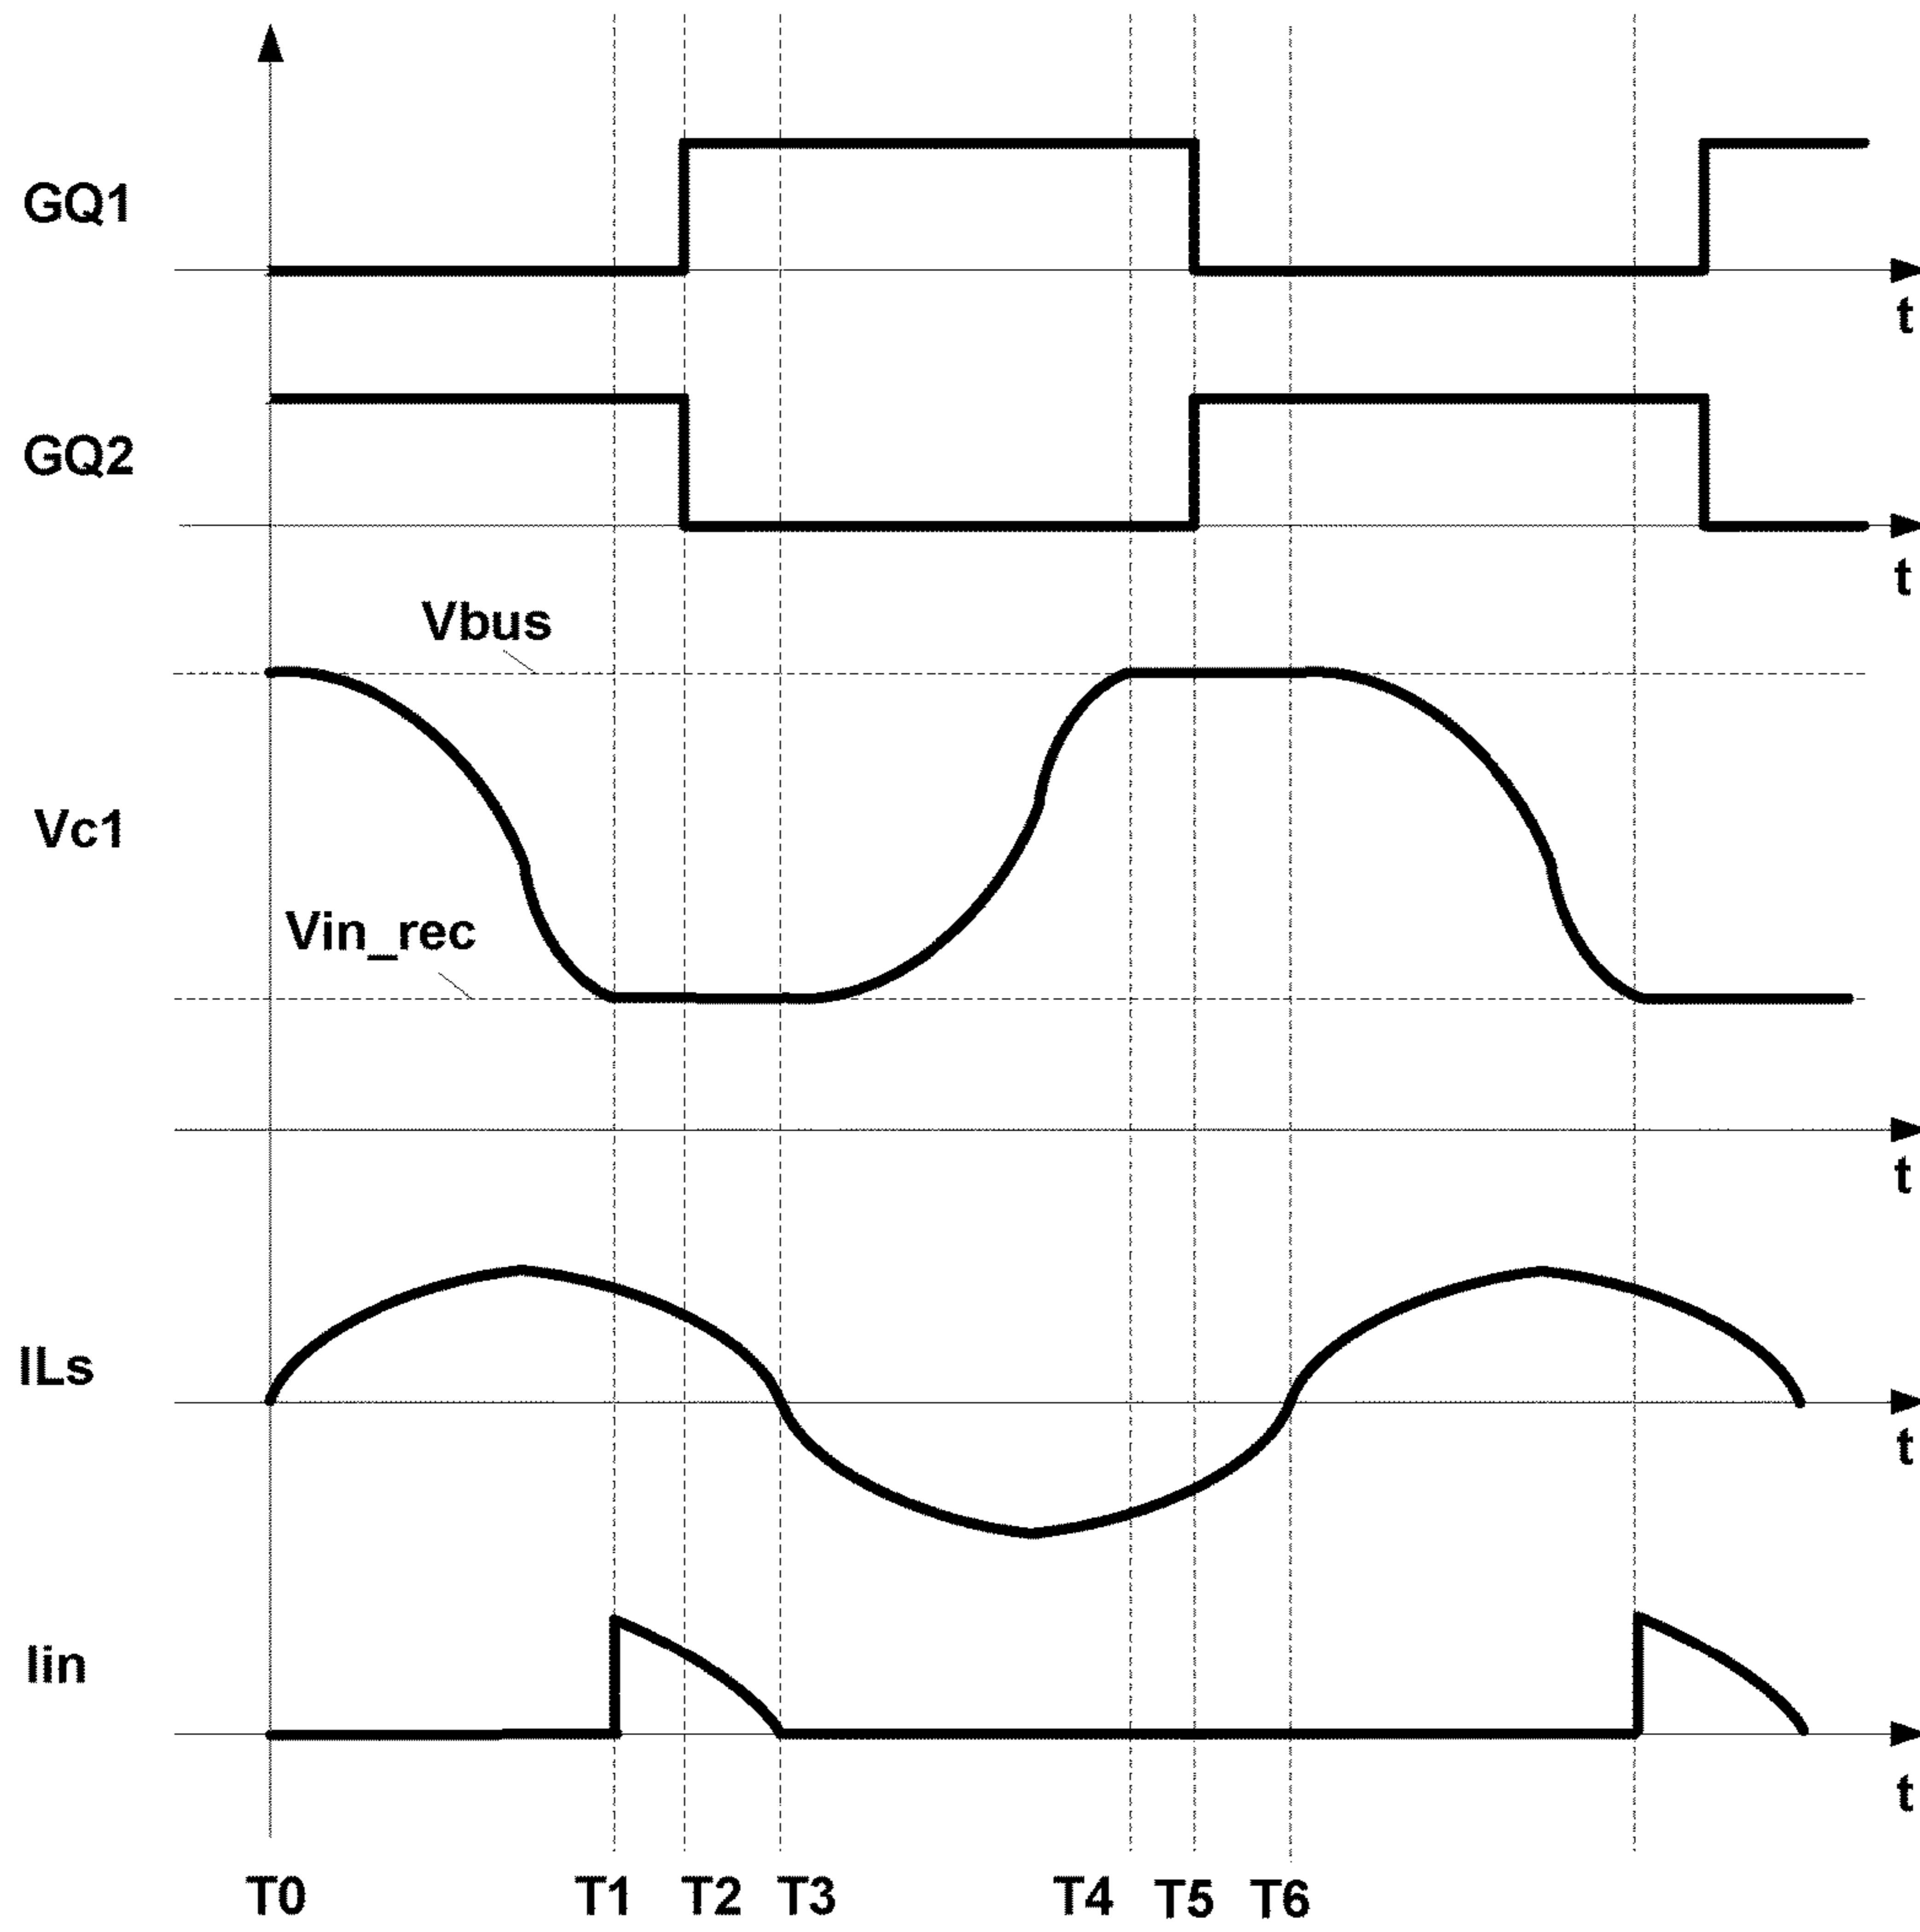 GQ1
t
GQ2
t
Vbus
Vc1
Vin_rec
t
ILs
t
Iin
t
T0 T1 T2 T3 T4 T5 T6